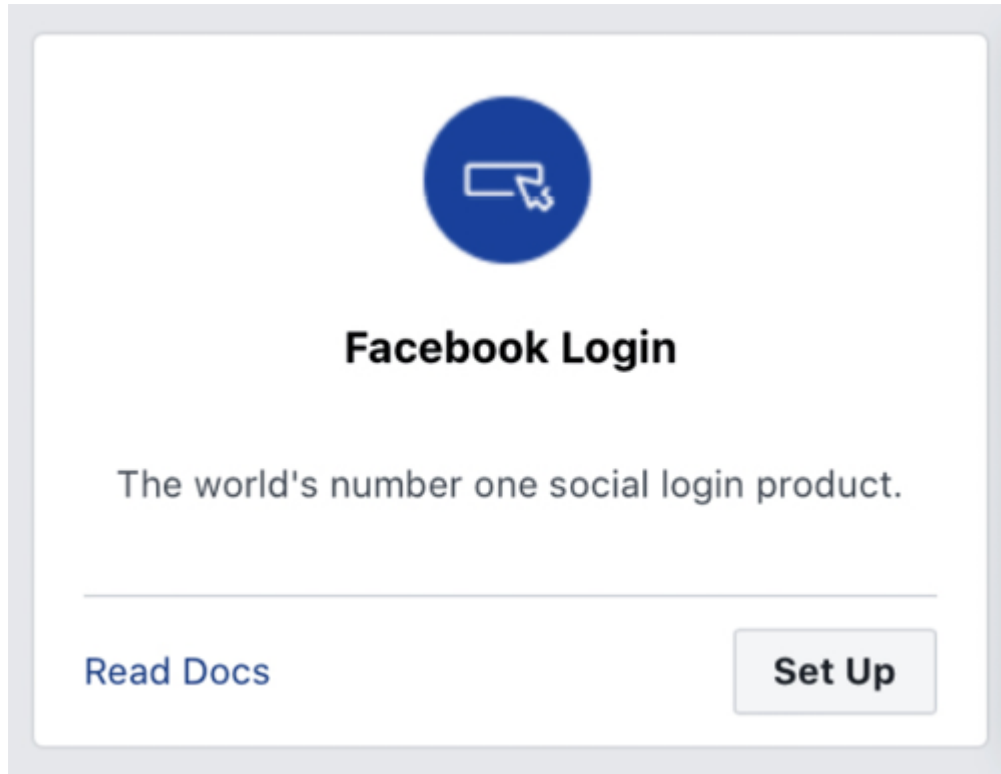 Facebook Login
The world's number one social login product.
Read Docs
Set Up